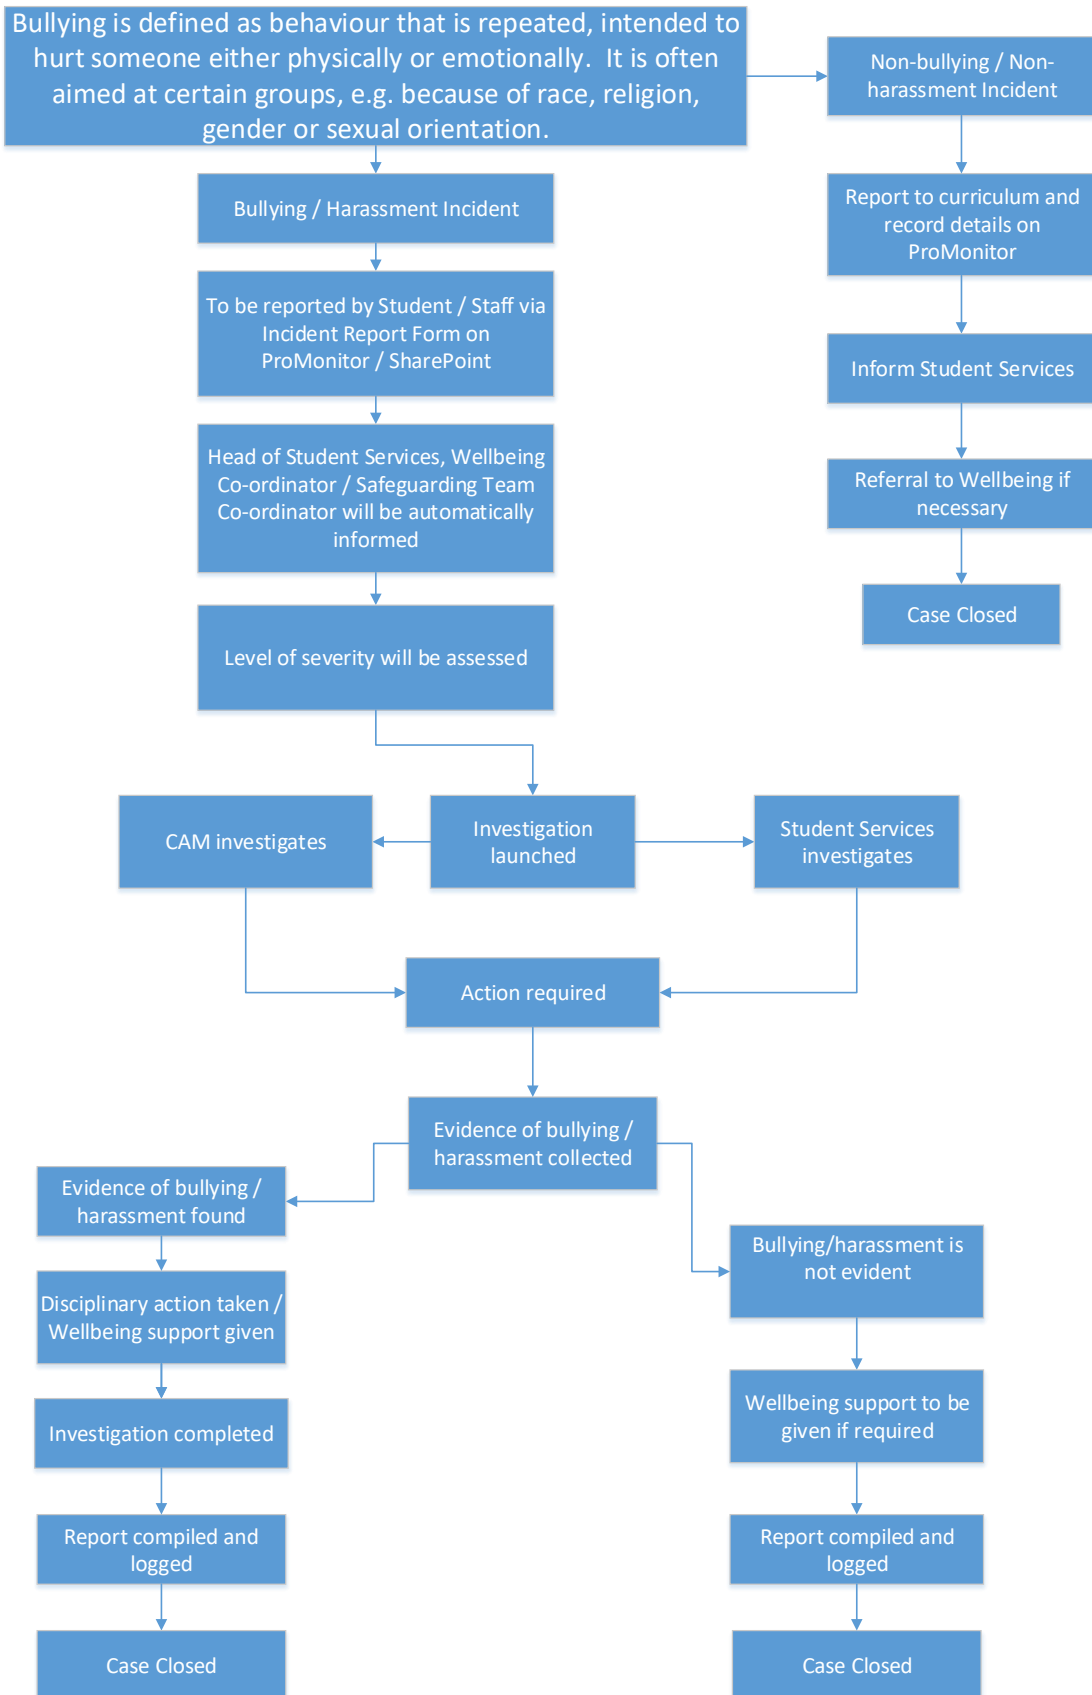 Bullying is defined as behaviour that is repeated, intended to
hurt someone either physically or emotionally.  It is often
aimed at certain groups, e.g. because of race, religion,
gender or sexual orientation.
Non-bullying / Non-
harassment Incident
Bullying / Harassment Incident
Report to curriculum and
record details on
ProMonitor
To be reported by Student / Staff via
Incident Report Form on
ProMonitor / SharePoint
Inform Student Services
Head of Student Services, Wellbeing
Co-ordinator / Safeguarding Team
Co-ordinator will be automatically
informed
Referral to Wellbeing if
necessary
Case Closed
Level of severity will be assessed
CAM investigates
Investigation
launched
Student Services
investigates
Action required
Evidence of bullying /
harassment collected
Evidence of bullying /
harassment found
Bullying/harassment is
not evident
Disciplinary action taken /
Wellbeing support given
Wellbeing support to be
given if required
Investigation completed
Report compiled and
logged
Report compiled and
logged
Case Closed
Case Closed